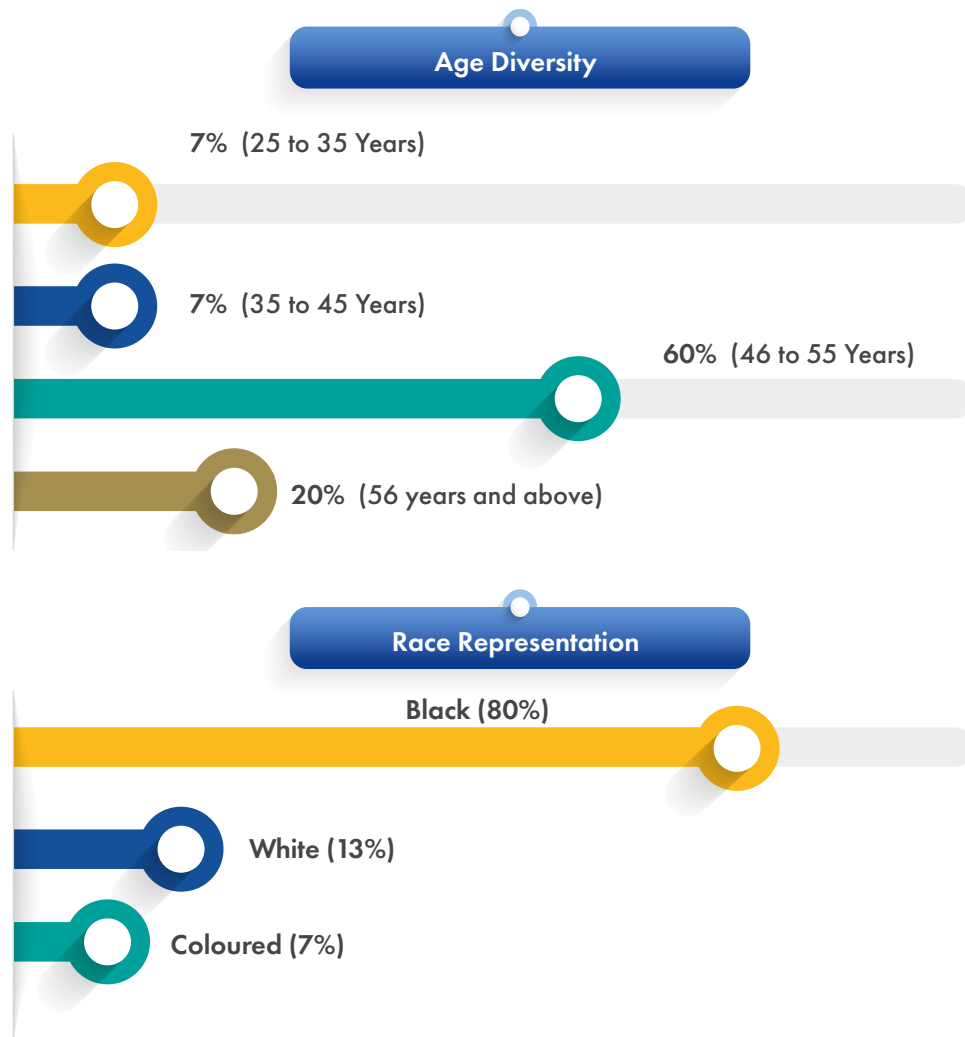 Age Diversity
7% (25 to 35 Years)
7% (35 to 45 Years)
60% (46 to 55 Years)
20% (56 years and above)
Race Representation
Black (80%)
White (13%)
Coloured (7%)